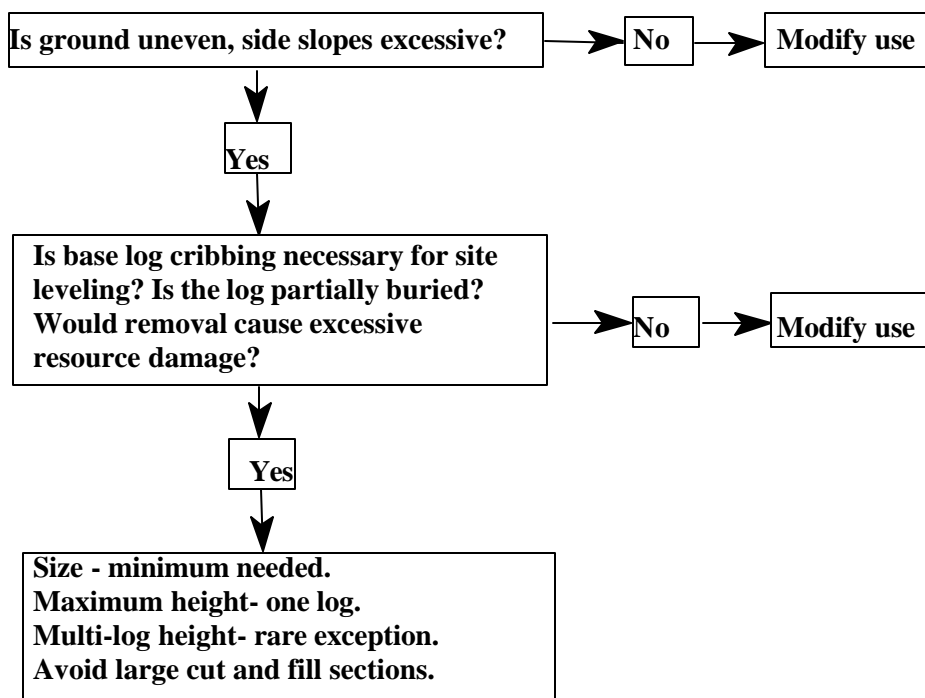 Is ground uneven, side slopes excessive?
No
Modify use
Yes
Is base log cribbing necessary for site
leveling? Is the log partially buried?
Would removal cause excessive
resource damage?
No
Modify use
Yes
Size - minimum needed.
Maximum height- one log.
Multi-log height- rare exception.
Avoid large cut and fill sections.